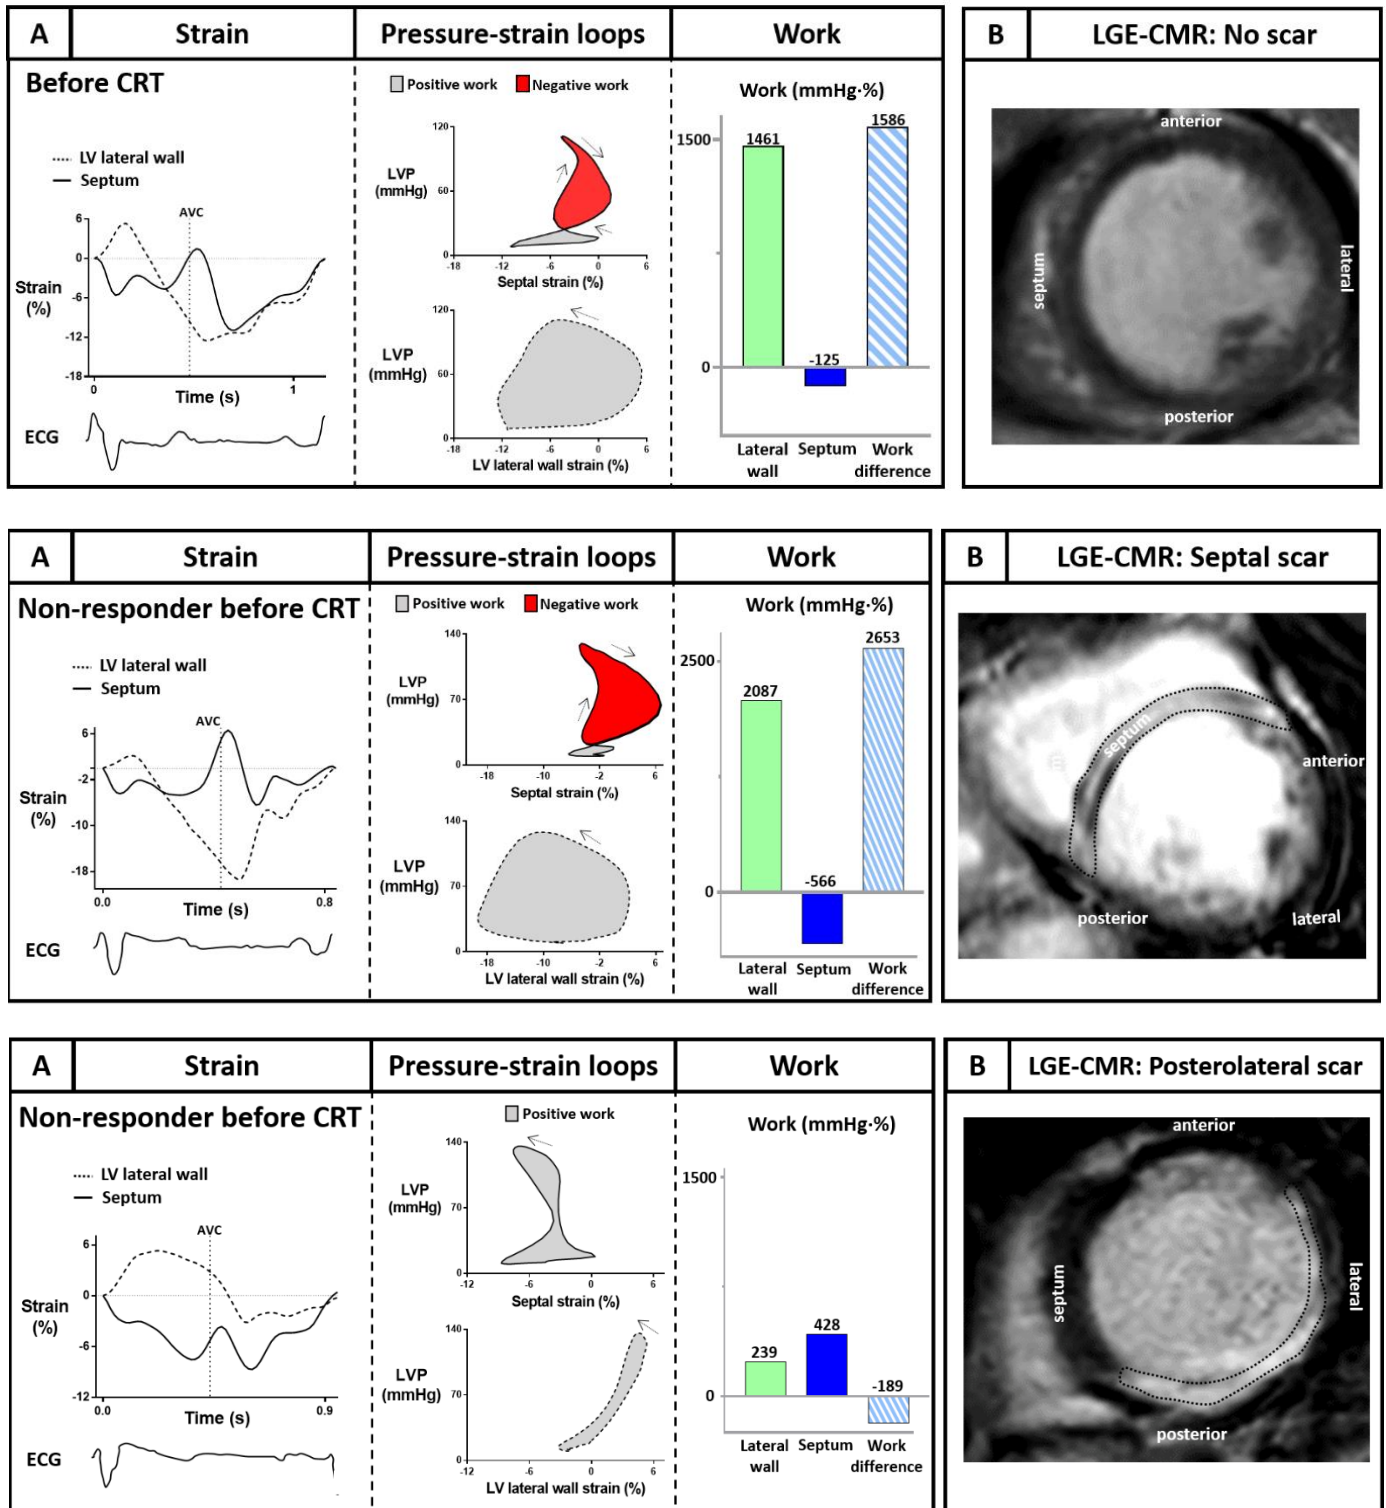 A
Strain
Pressure-strain loops
Work
B
LGE-CMR: No scar
Before CRT
Positive work
Negative work
Work (mmHg·%)
LV lateral wall
Septum
AVC
6
0
-6
-12
-18
Strain
(%)
0
1
Time (s)
ECG
120
60
0
LVP
(mmHg)
-18
-12
-6
0
6
Septal strain (%)
120
60
0
LVP
(mmHg)
-18
-12
-6
0
6
LV lateral wall strain (%)
1500
0
1461
-125
1586
Lateral
wall
Septum
Work
difference
anterior
septum
lateral
posterior
A
Strain
Pressure-strain loops
Work
B
LGE-CMR: Septal scar
Non-responder before CRT
Positive work
Negative work
Work (mmHg·%)
LV lateral wall
Septum
AVC
6
-2
-10
-18
Strain
(%)
0.0
0.8
Time (s)
ECG
140
70
0
LVP
(mmHg)
-18
-10
-2
6
Septal strain (%)
140
70
0
LVP
(mmHg)
-18
-10
-2
6
LV lateral wall strain (%)
2500
0
2087
-566
2653
Lateral
wall
Septum
Work
difference
septum
anterior
posterior
lateral
A
Strain
Pressure-strain loops
Work
B
LGE-CMR: Posterolateral scar
Non-responder before CRT
Positive work
Work (mmHg·%)
LV lateral wall
Septum
AVC
6
0
-6
-12
Strain
(%)
0.0
0.9
Time (s)
ECG
140
70
0
LVP
(mmHg)
-12
-6
0
6
Septal strain (%)
140
70
0
LVP
(mmHg)
-12
-6
0
6
LV lateral wall strain (%)
1500
0
239
428
-189
Lateral
wall
Septum
Work
difference
anterior
septum
lateral
posterior